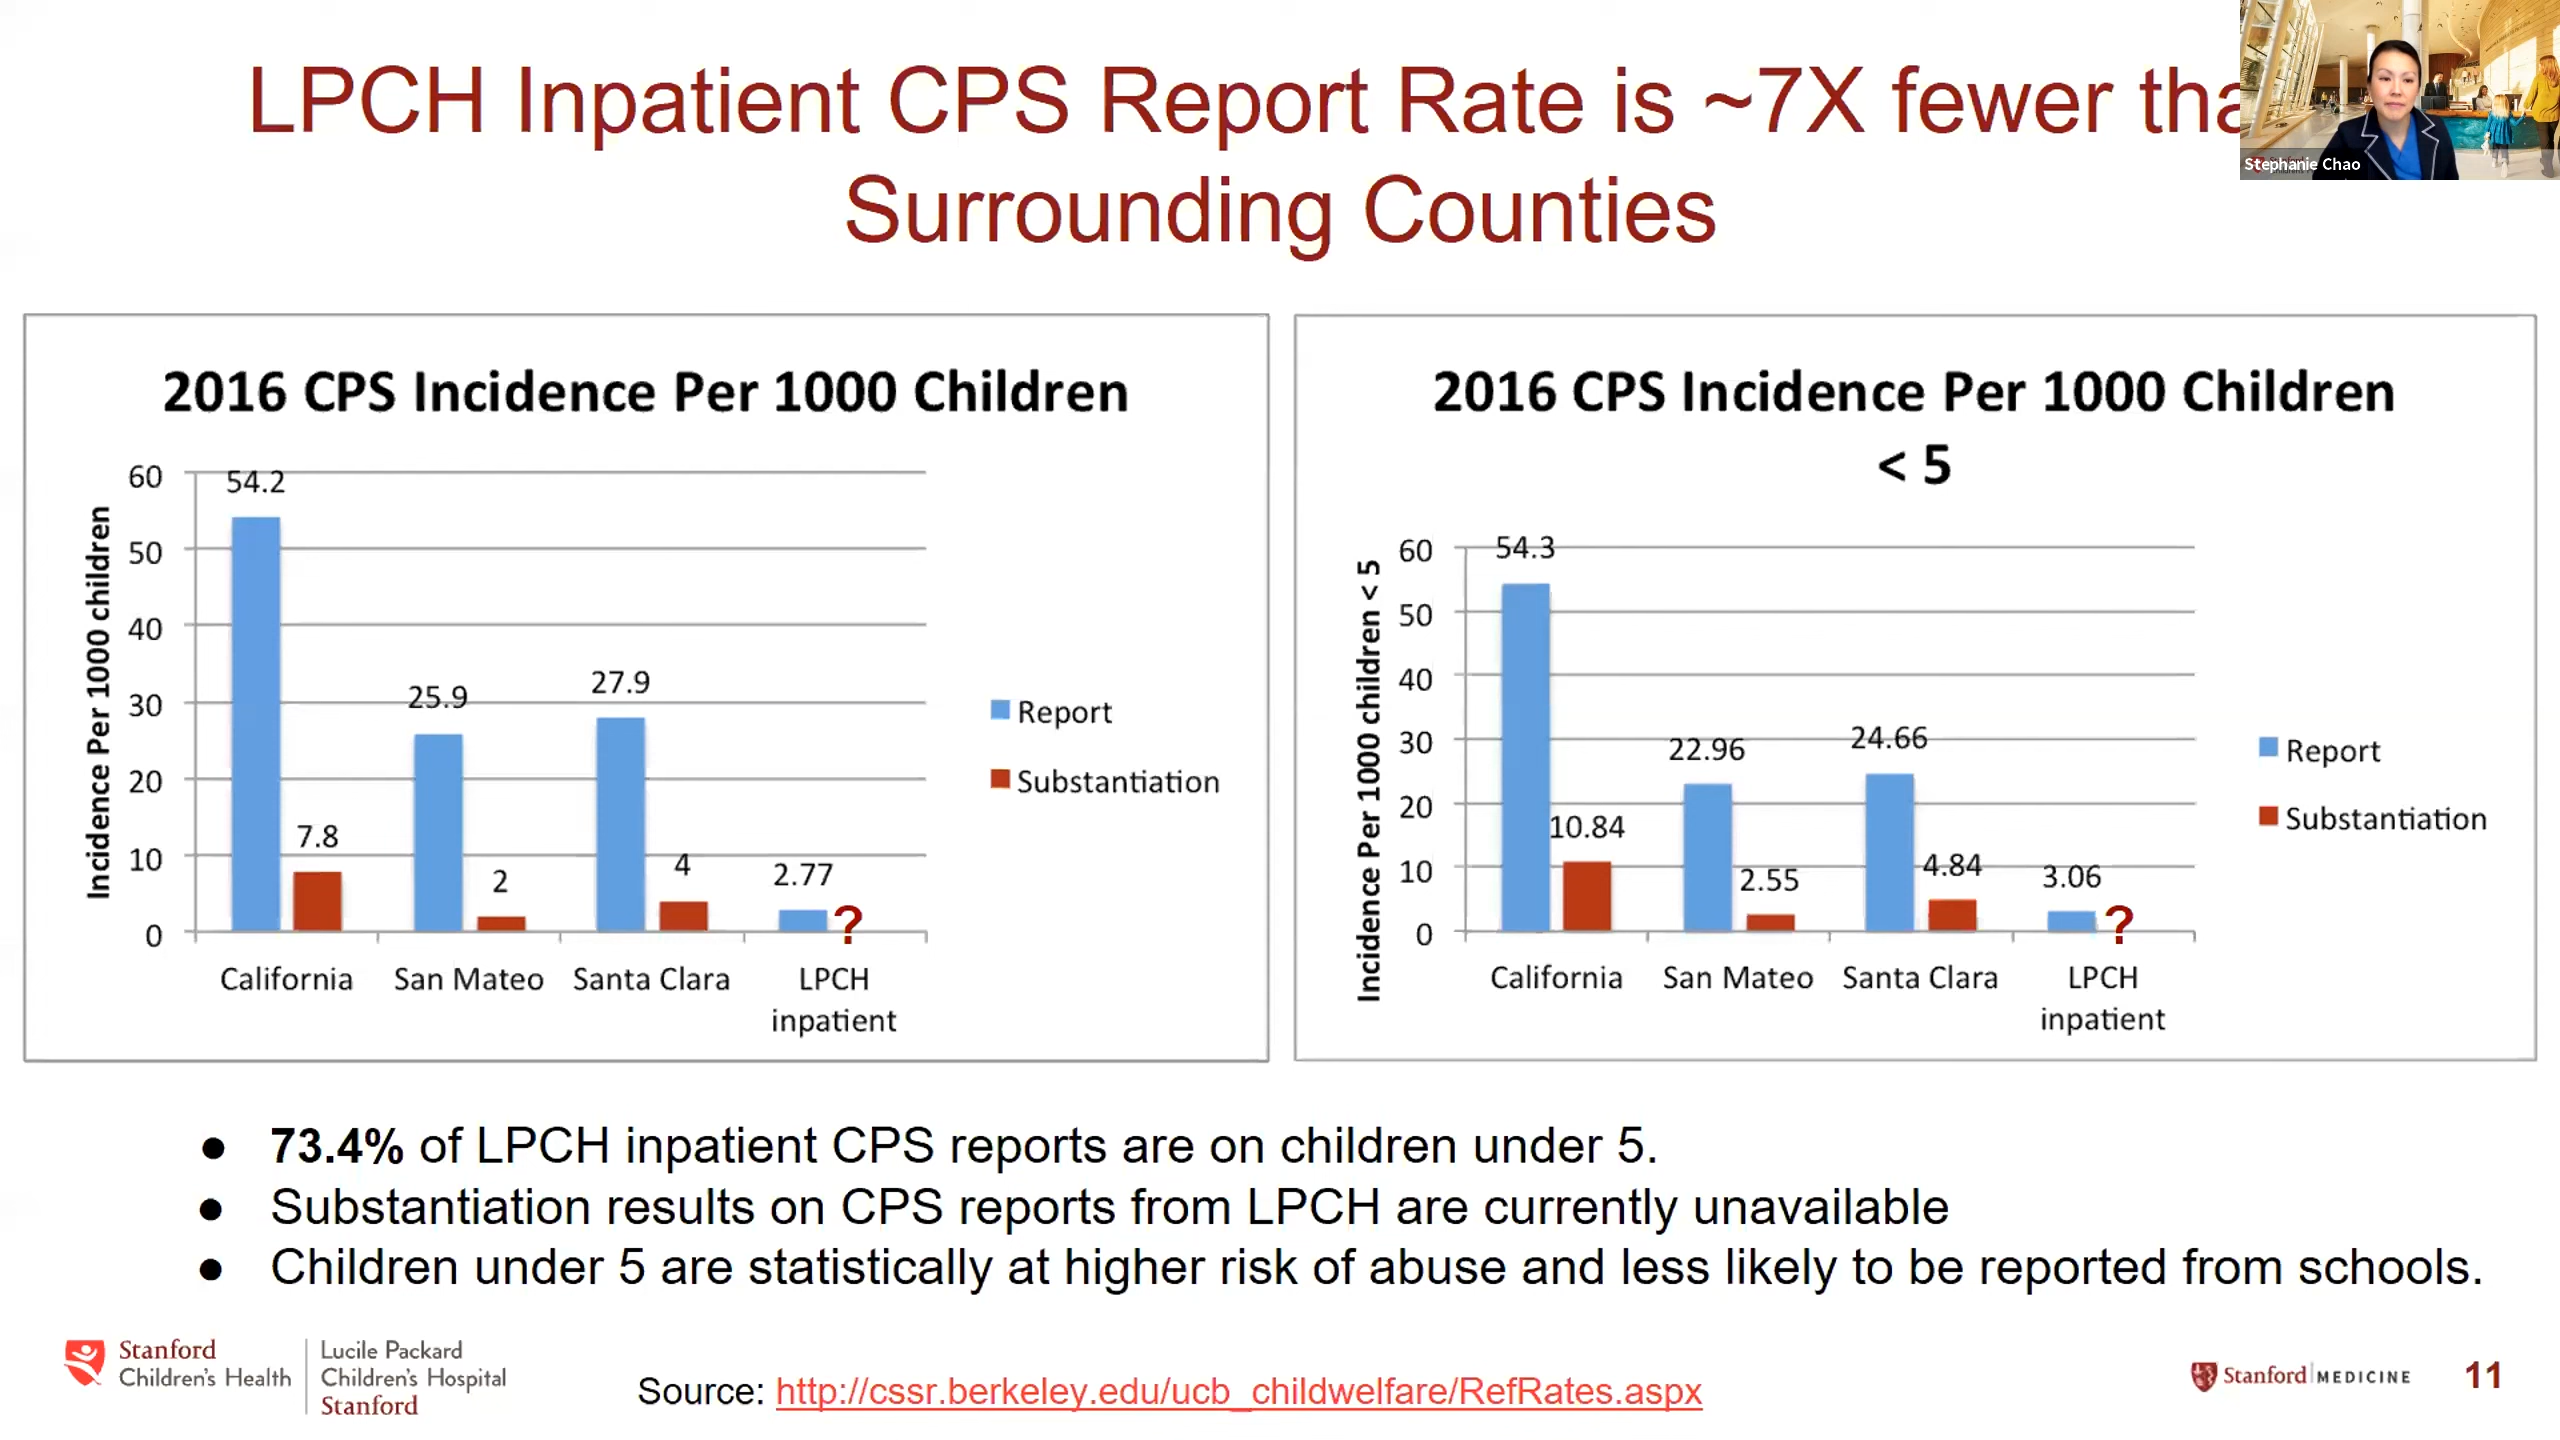 LPCH Inpatient CPS Report Rate is ~7X fewer tha
Surrounding Counties
Stephanie Chao
2016 CPS Incidence Per 1000 Children
Incidence Per 1000 children
60
50
40
30
20
10
0
54.2
7.8
25.9
2
27.9
4
2.77
?
California
San Mateo
Santa Clara
LPCH
inpatient
Report
Substantiation
2016 CPS Incidence Per 1000 Children
< 5
Incidence Per 1000 children < 5
60
50
40
30
20
10
0
54.3
10.84
22.96
2.55
24.66
4.84
3.06
?
California
San Mateo
Santa Clara
LPCH
inpatient
Report
Substantiation
● 73.4% of LPCH inpatient CPS reports are on children under 5.
● Substantiation results on CPS reports from LPCH are currently unavailable
● Children under 5 are statistically at higher risk of abuse and less likely to be reported from schools.
Stanford
Children's Health
Lucile Packard
Children's Hospital
Stanford
Source: http://cssr.berkeley.edu/ucb_childwelfare/RefRates.aspx
Stanford MEDICINE
11